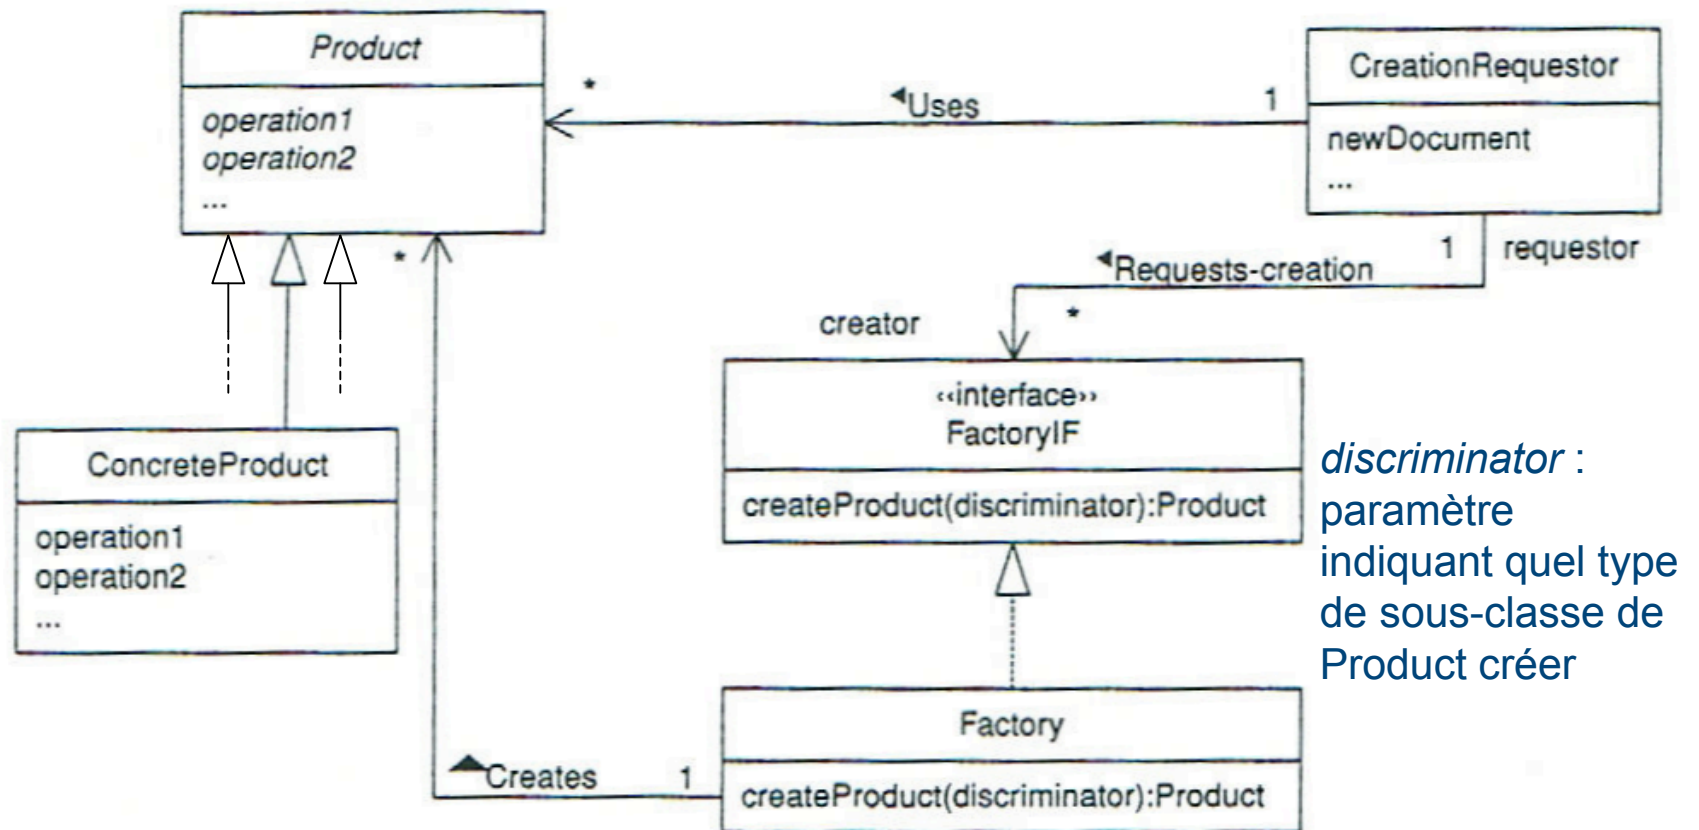 Product
operation1
operation2
...
*
◄Uses
1
CreationRequestor
newDocument
...
1
requestor
◄Requests-creation
*
creator
*
‹‹interface››
FactoryIF
createProduct(discriminator):Product
ConcreteProduct
operation1
operation2
...
discriminator :
paramètre
indiquant quel type
de sous-classe de
Product créer
Factory
createProduct(discriminator):Product
▲Creates
1